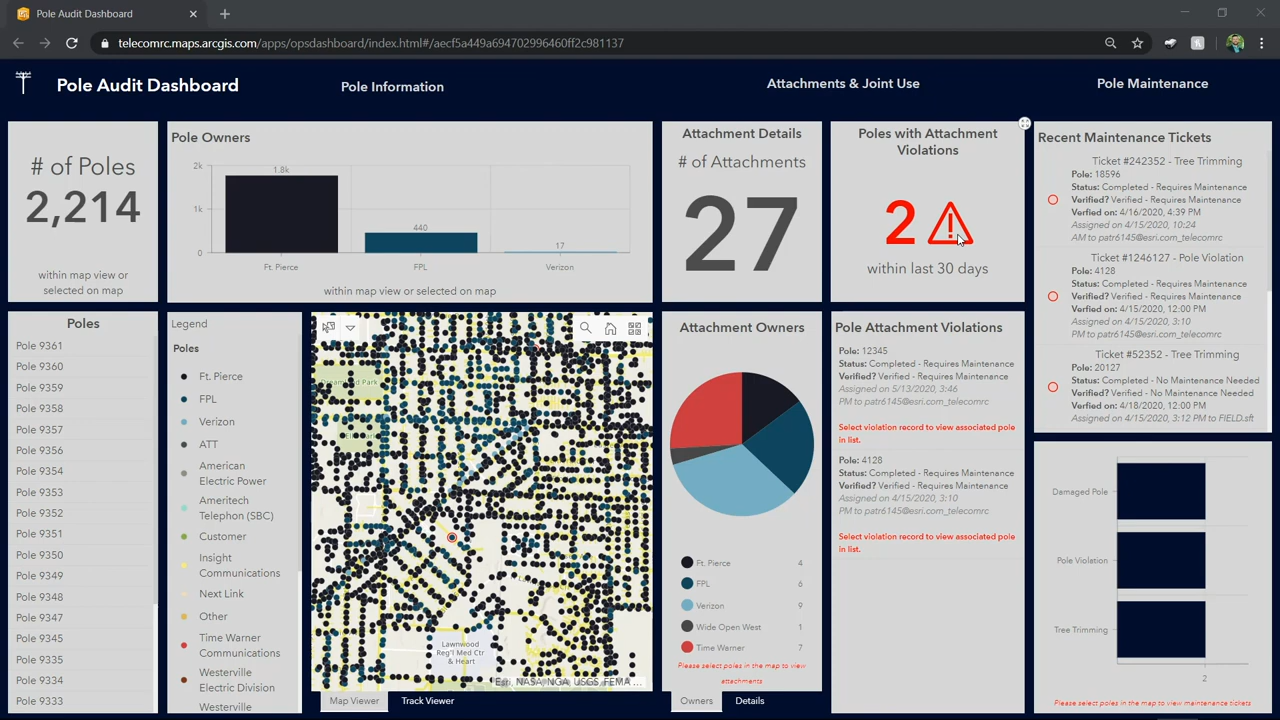 Pole Audit Dashboard
telecomrc.maps.arcgis.com/apps/opsdashboard/index.html#/aecf5a449a694702996460ff2c981137
Pole Audit Dashboard
Pole Information
Attachments & Joint Use
Pole Maintenance
# of Poles
2,214
within map view or
selected on map
Pole Owners
2k
1k
0
1.8k
440
17
Ft. Pierce
FPL
Verizon
within map view or selected on map
Attachment Details
# of Attachments
27
Poles with Attachment
Violations
2
within last 30 days
Recent Maintenance Tickets
Ticket #242352 - Tree Trimming
Pole: 18596
Status: Completed - Requires Maintenance
Verified? Verified - Requires Maintenance
Verfied on: 4/16/2020, 4:39 PM
Assigned on 4/15/2020, 10:24
AM to patr6145@esri.com_telecomrc
Ticket #1246127 - Pole Violation
Pole: 4128
Status: Completed - Requires Maintenance
Verified? Verified - Requires Maintenance
Verfied on: 4/15/2020, 12:00 PM
Assigned on 4/15/2020, 3:10
PM to patr6145@esri.com_telecomrc
Ticket #52352 - Tree Trimming
Pole: 20127
Status: Completed - No Maintenance Needed
Verified? Verified - No Maintenance Needed
Verfied on: 4/18/2020, 12:00 PM
Assigned on 4/15/2020, 3:12 PM to FIELD.sft
Poles
Pole 9361
Pole 9360
Pole 9359
Pole 9358
Pole 9357
Pole 9356
Pole 9354
Pole 9353
Pole 9352
Pole 9351
Pole 9350
Pole 9349
Pole 9348
Pole 9347
Pole 9345
Pole 9335
Pole 9334
Pole 9333
Legend
Poles
Ft. Pierce
FPL
Verizon
ATT
American
Electric Power
Ameritech
Telephon (SBC)
Customer
Insight
Communications
Next Link
Other
Time Warner
Communications
Westerville
Electric Division
Westerville
Lawnwood
Reg'l Med Ctr
& Heart
Esri, NASA, NGA, USGS, FEMA ...
Map Viewer
Track Viewer
Attachment Owners
Ft. Pierce 4
FPL 6
Verizon 9
Wide Open West 1
Time Warner 7
Please select poles in the map to view
attachments
Owners
Details
Pole Attachment Violations
Pole: 12345
Status: Completed - Requires Maintenance
Verified? Verified - Requires Maintenance
Assigned on 5/13/2020, 3:46
PM to patr6145@esri.com_telecomrc
Select violation record to view associated pole
in list.
Pole: 4128
Status: Completed - Requires Maintenance
Verified? Verified - Requires Maintenance
Assigned on 4/15/2020, 3:10
PM to patr6145@esri.com_telecomrc
Select violation record to view associated pole
in list.
Damaged Pole
Pole Violation
Tree Trimming
2
Please select poles in the map to view maintenance tickets